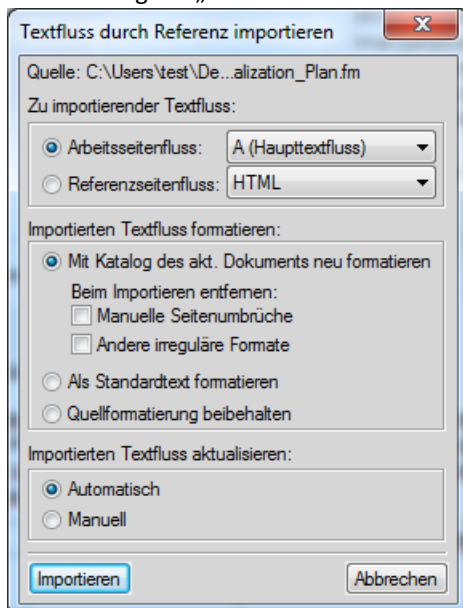 Textfluss durch Referenz importieren
Quelle: C:\Users\test\De...alization_Plan.fm
Zu importierender Textfluss:
Arbeitsseitenfluss: A (Haupttextfluss)
Referenzseitenfluss: HTML
Importierten Textfluss formatieren:
Mit Katalog des akt. Dokuments neu formatieren
Beim Importieren entfernen:
Manuelle Seitenumbrüche
Andere irreguläre Formate
Als Standardtext formatieren
Quellformatierung beibehalten
Importierten Textfluss aktualisieren:
Automatisch
Manuell
Importieren Abbrechen